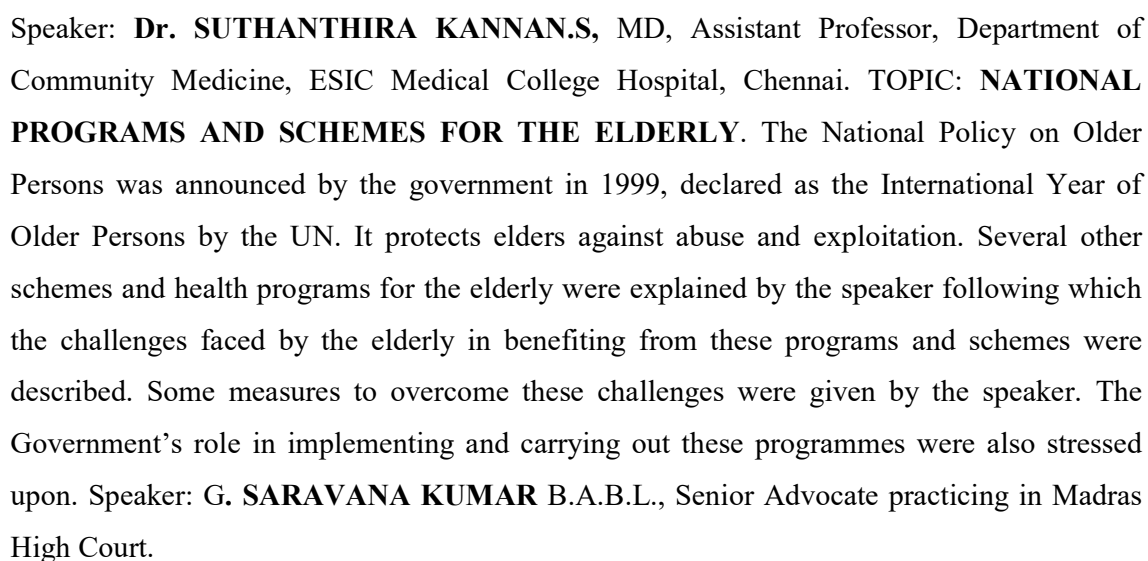 Speaker: Dr. SUTHANTHIRA KANNAN.S, MD, Assistant Professor, Department of
Community Medicine, ESIC Medical College Hospital, Chennai. TOPIC: NATIONAL
PROGRAMS AND SCHEMES FOR THE ELDERLY. The National Policy on Older
Persons was announced by the government in 1999, declared as the International Year of
Older Persons by the UN. It protects elders against abuse and exploitation. Several other
schemes and health programs for the elderly were explained by the speaker following which
the challenges faced by the elderly in benefiting from these programs and schemes were
described. Some measures to overcome these challenges were given by the speaker. The
Government’s role in implementing and carrying out these programmes were also stressed
upon. Speaker: G. SARAVANA KUMAR B.A.B.L., Senior Advocate practicing in Madras
High Court.